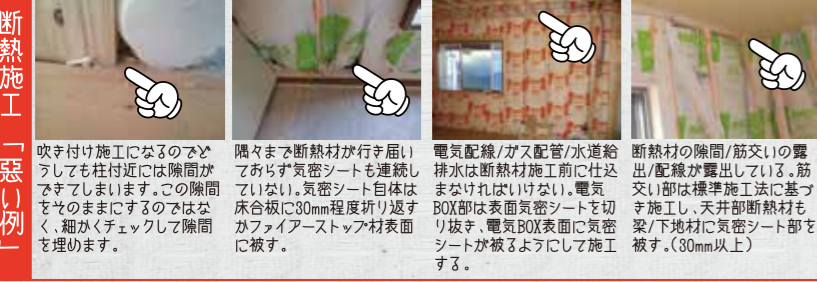 断熱施工「悪い例」
吹き付け施工になるのでど
うしても柱付近には隙間が
できてしまいます。この隙間
をそのままにするのではな
く、細かくチェックして隙間
を埋めます。
隅々まで断熱材が行き届い
ておらず気密シートも連続し
ていない。気密シート自体は
床合板に30mm程度折り返す
かファイアーストップ材表面
に被す。
電気配線/ガス配管/水道給
排水は断熱材施工前に仕込
まなければいけない。電気
BOX部は表面気密シートを切
り抜き、電気BOX表面に気密
シートが被るようにして施工
する。
断熱材の隙間/筋交いの露
出/配線が露出している。筋
交い部は標準施工法に基づ
き施工し、天井部断熱材も
梁/下地材に気密シート部を
被す。(30mm以上)